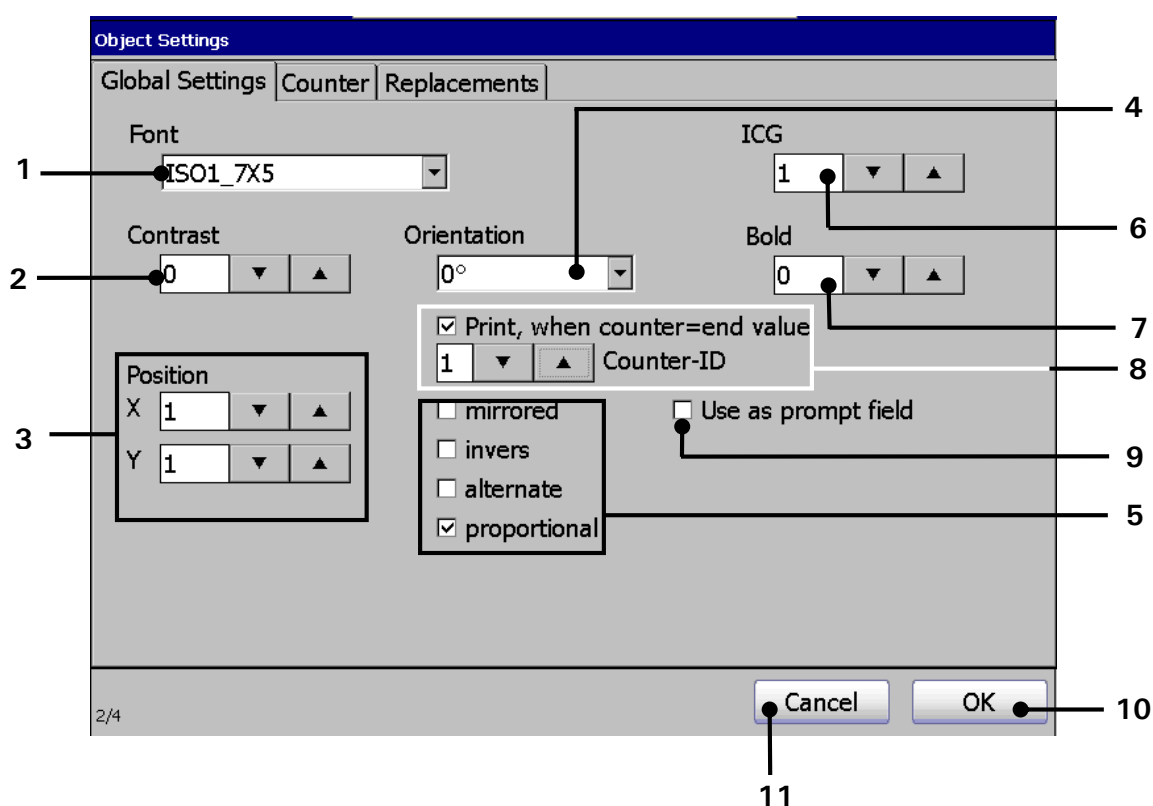 Object Settings
Global Settings Counter Replacements
4
Font ICG
1 ISO1_7X5 1
6
Contrast Orientation Bold
2 0 0° 0
7
Print, when counter=end value
1 Counter-ID
8
Position
X 1
mirrored Use as prompt field
3
9
Y 1
invers
alternate
5
proportional
Cancel OK
10
2/4
11